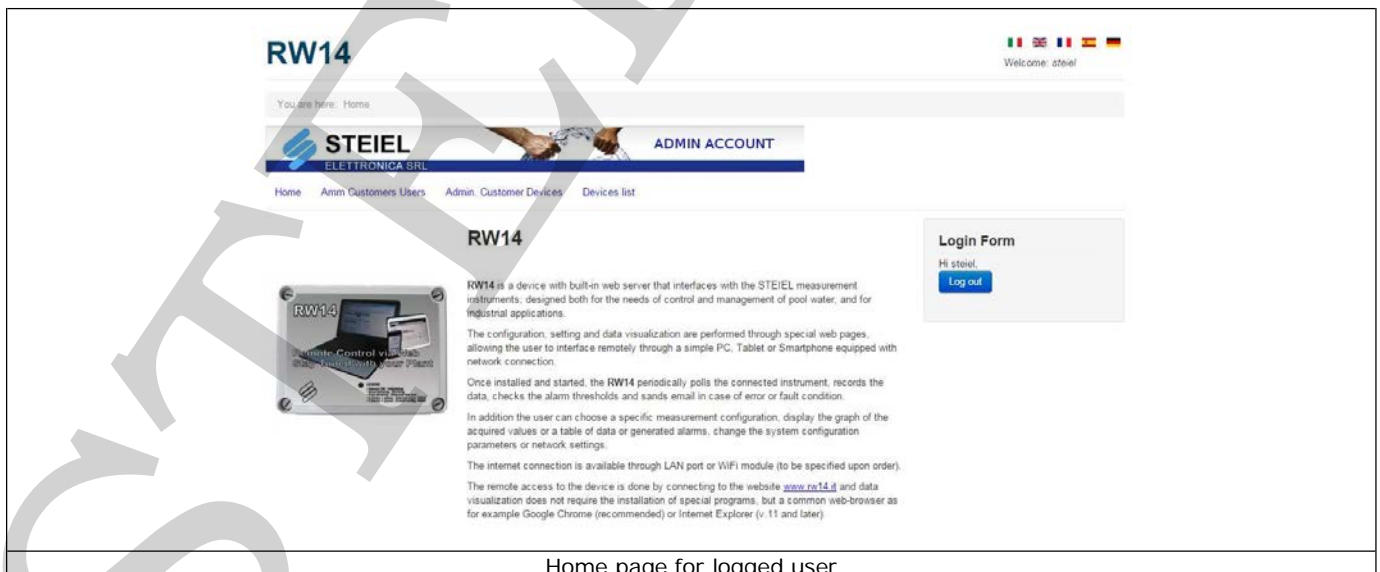 RW14
Welcome: steiel
You are here: Home
STEIEL
ELETTRONICA SRL
ADMIN ACCOUNT
Home Amm Customers Users Admin. Customer Devices Devices list
RW14
RW14 is a device with built-in web server that interfaces with the STEIEL measurement
instruments, designed both for the needs of control and management of pool water, and for
industrial applications.
The configuration, setting and data visualization are performed through special web pages,
allowing the user to interface remotely through a simple PC, Tablet or Smartphone equipped with
network connection.
Once installed and started, the RW14 periodically polls the connected instrument, records the
data, checks the alarm thresholds and sands email in case of error or fault condition.
In addition the user can choose a specific measurement configuration, display the graph of the
acquired values or a table of data or generated alarms, change the system configuration
parameters or network settings.
The internet connection is available through LAN port or WiFi module (to be specified upon order).
The remote access to the device is done by connecting to the website www.rw14.it and data
visualization does not require the installation of special programs, but a common web-browser as
for example Google Chrome (recommended) or Internet Explorer (v.11 and later)
Login Form
Hi steiel,
Log out
RW14
Remote Control via Web
Stay Tuned with your Plant
Home page for logged user
STE